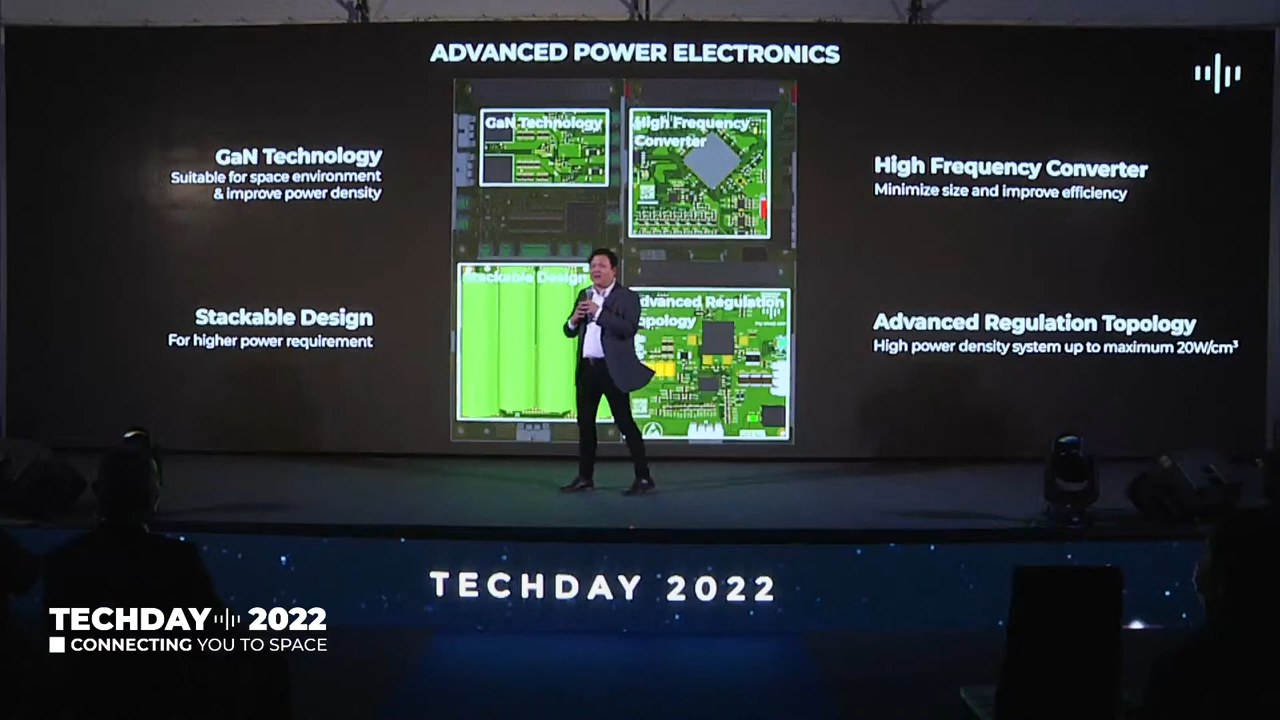 ADVANCED POWER ELECTRONICS
GaN Technology
Suitable for space environment
& improve power density
GaN Technology
High Frequency
Converter
High Frequency Converter
Minimize size and improve efficiency
Stackable Design
Stackable Design
For higher power requirement
Advanced Regulation
Topology
Advanced Regulation Topology
High power density system up to maximum 20W/cm³
TECHDAY 2022
TECHDAY 2022
CONNECTING YOU TO SPACE